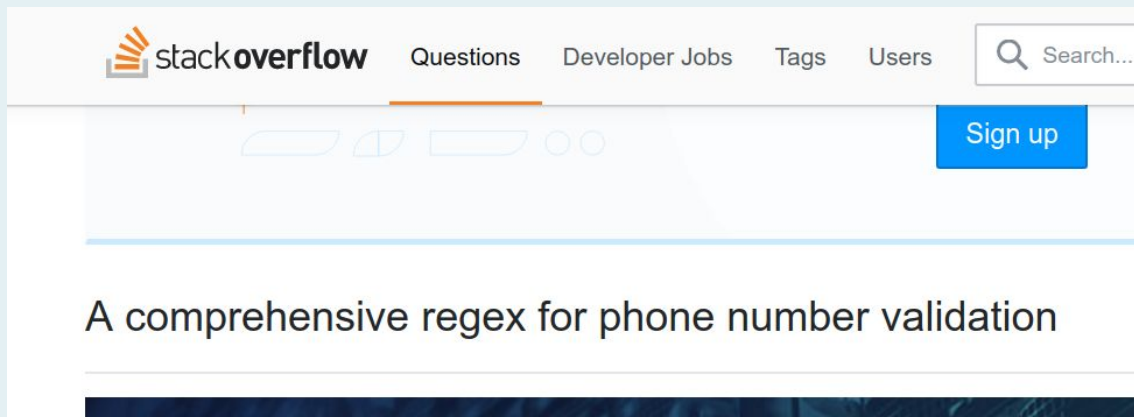 stackoverflow Questions Developer Jobs Tags Users Search...
Sign up
A comprehensive regex for phone number validation